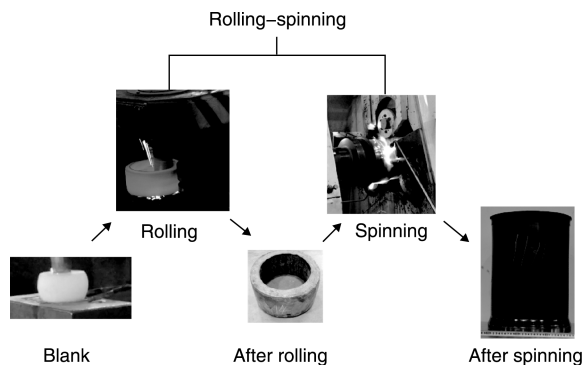 Rolling–spinning
Rolling
Spinning
Blank
After rolling
After spinning